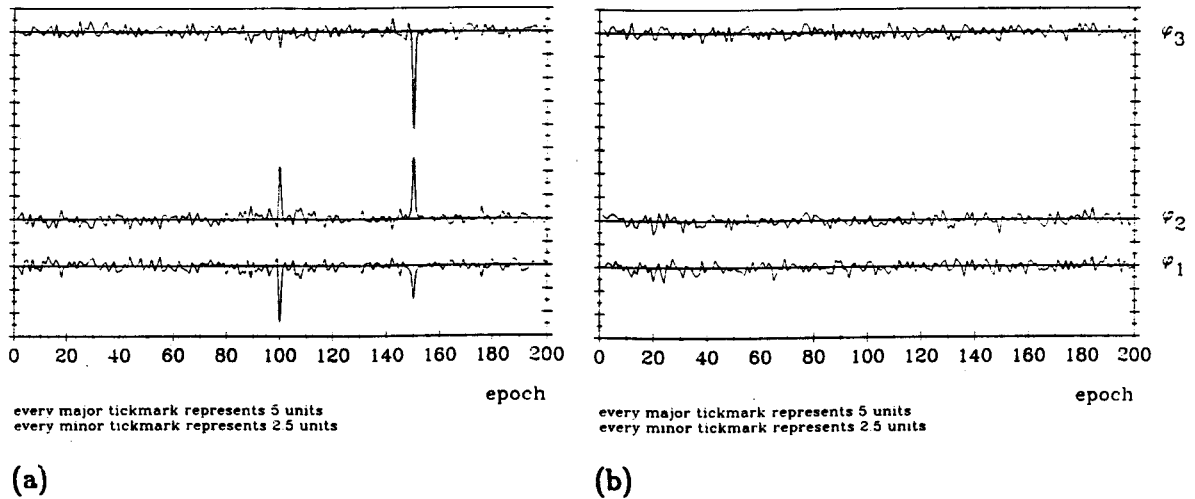 φ3
φ2
φ1
0 20 40 60 80 100 120 140 160 180 200
0 20 40 60 80 100 120 140 160 180 200
epoch
epoch
every major tickmark represents 5 units
every minor tickmark represents 2.5 units
every major tickmark represents 5 units
every minor tickmark represents 2.5 units
(a)
(b)